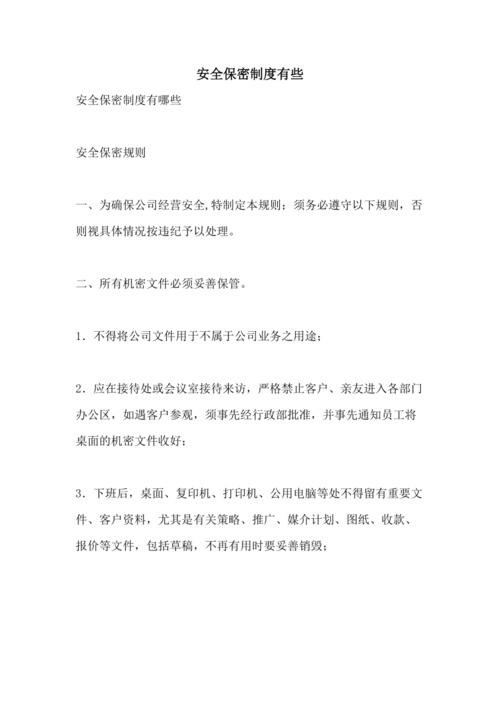 安全保密制度有些
安全保密制度有哪些
安全保密规则
一、为确保公司经营安全,特制定本规则；须务必遵守以下规则，否
则视具体情况按违纪予以处理。
二、所有机密文件必须妥善保管。
1．不得将公司文件用于不属于公司业务之用途；
2．应在接待处或会议室接待来访，严格禁止客户、亲友进入各部门
办公区，如遇客户参观，须事先经行政部批准，并事先通知员工将
桌面的机密文件收好；
3．下班后，桌面、复印机、打印机、公用电脑等处不得留有重要文
件、客户资料，尤其是有关策略、推广、媒介计划、图纸、收款、
报价等文件，包括草稿，不再有用时要妥善销毁；